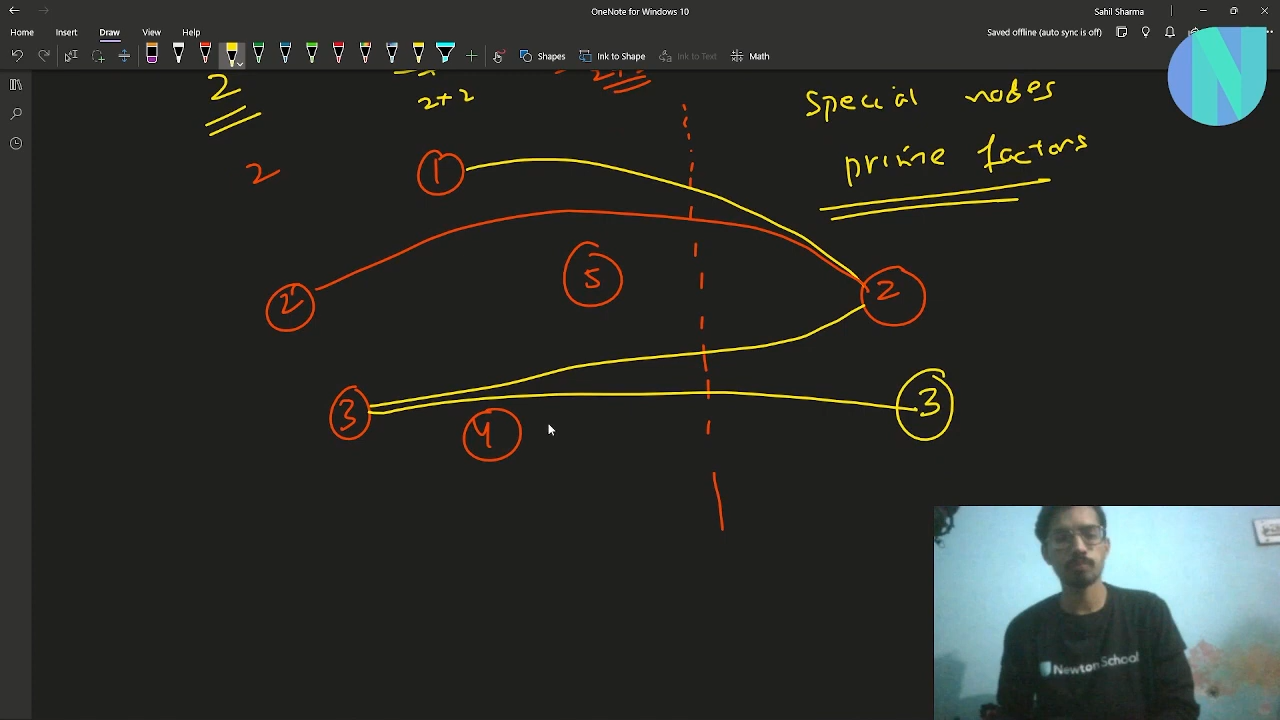 OneNote for Windows 10
Sahil Sharma
Home Insert Draw View Help
Saved offline (auto sync is off)
Shapes Ink to Shape Ink to Text Math
2
2+2
special nodes
prime factors
2
1
2
5
2
3
4
3
Newton School